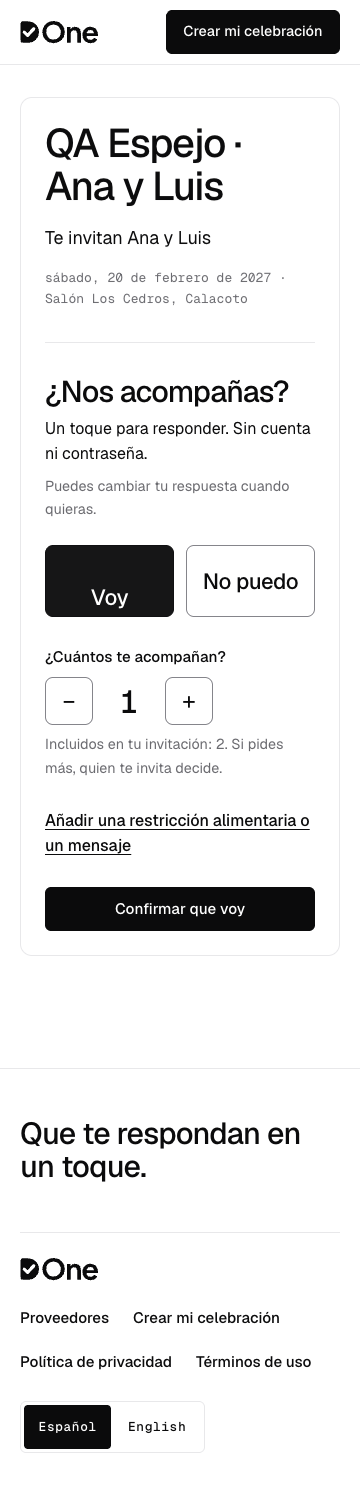 DOne
Crear mi celebración
QA Espejo ·
Ana y Luis
Te invitan Ana y Luis
sábado, 20 de febrero de 2027 ·
Salón Los Cedros, Calacoto
¿Nos acompañas?
Un toque para responder. Sin cuenta
ni contraseña.
Puedes cambiar tu respuesta cuando
quieras.
Voy
No puedo
¿Cuántos te acompañan?
− 1 +
Incluidos en tu invitación: 2. Si pides
más, quien te invita decide.
Añadir una restricción alimentaria o
un mensaje
Confirmar que voy
Que te respondan en
un toque.
DOne
Proveedores
Crear mi celebración
Política de privacidad
Términos de uso
Español
English